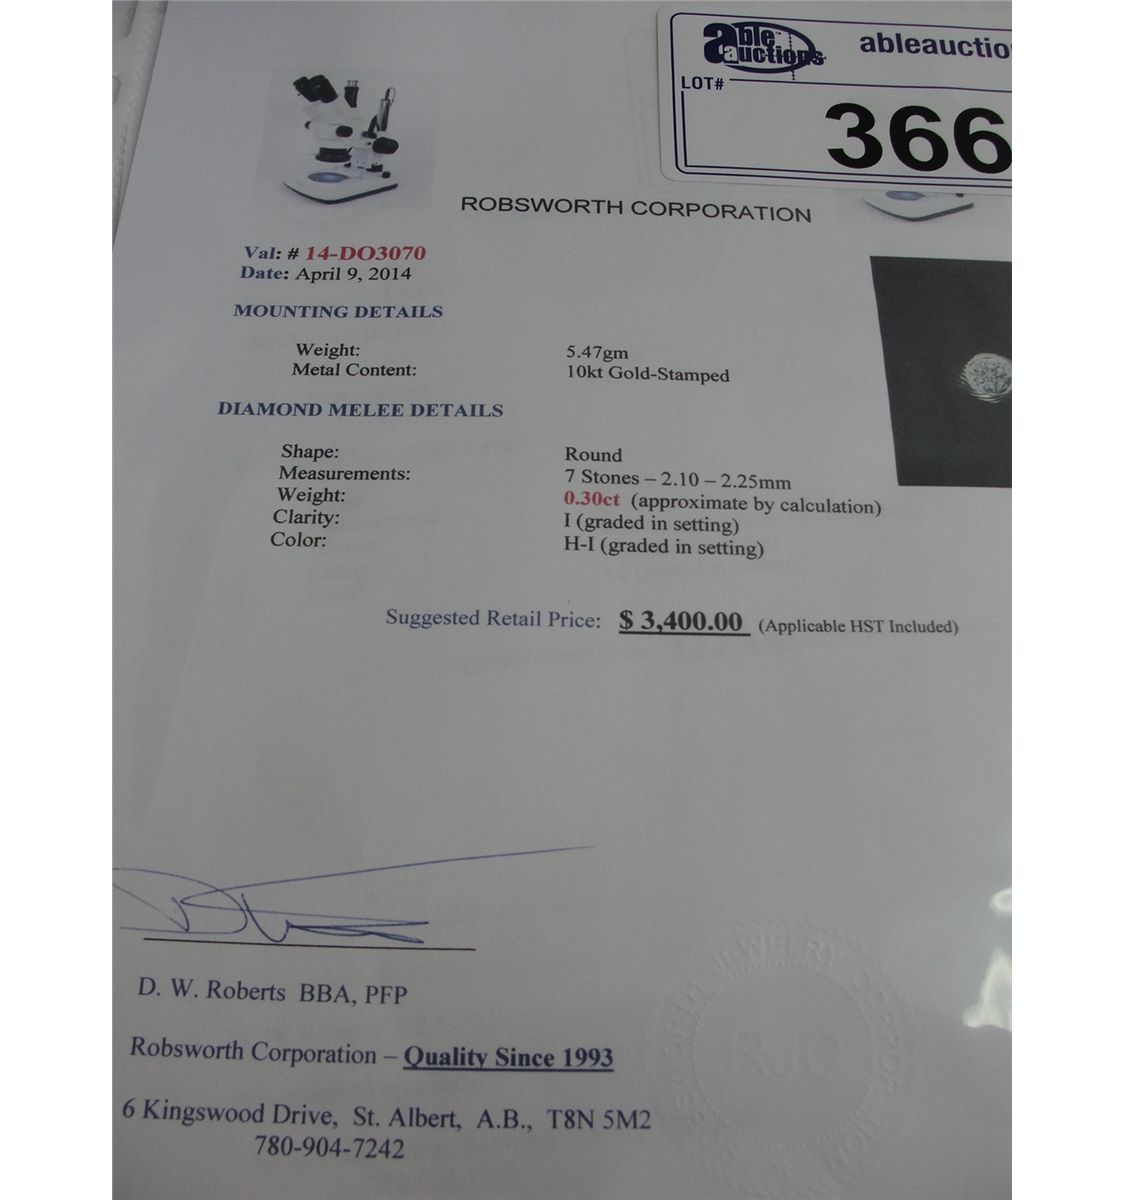 able auctions
ableauctio
LOT#
366
ROBSWORTH CORPORATION
Val: # 14-DO3070
Date: April 9, 2014
MOUNTING DETAILS
Weight: 5.47gm
Metal Content: 10kt Gold-Stamped
DIAMOND MELEE DETAILS
Shape: Round
Measurements: 7 Stones – 2.10 – 2.25mm
Weight: 0.30ct (approximate by calculation)
Clarity: I (graded in setting)
Color: H-I (graded in setting)
Suggested Retail Price: $ 3,400.00 (Applicable HST Included)
D. W. Roberts BBA, PFP
Robsworth Corporation – Quality Since 1993
6 Kingswood Drive, St. Albert, A.B., T8N 5M2
780-904-7242
JEWELRY CORPORATION
RJC